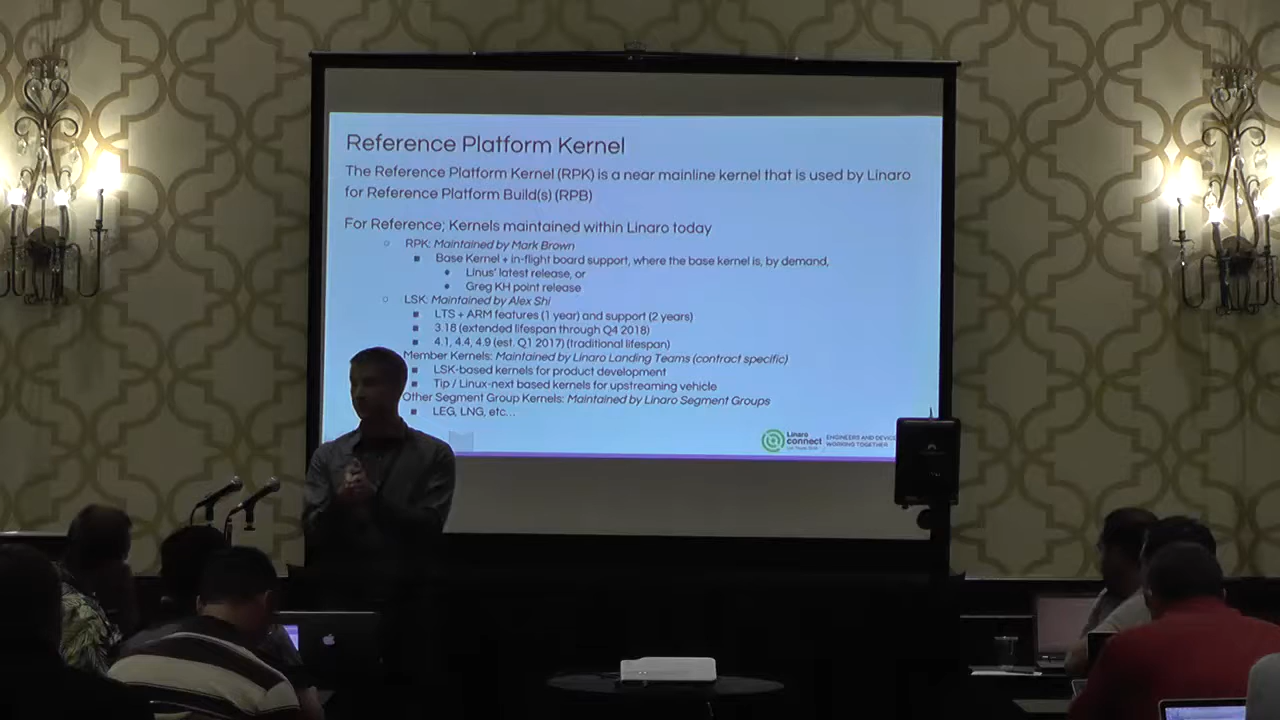 Reference Platform Kernel
The Reference Platform Kernel (RPK) is a near mainline kernel that is used by Linaro
for Reference Platform Build(s) (RPB)
For Reference; Kernels maintained within Linaro today
RPK: Maintained by Mark Brown
Base Kernel + in-flight board support, where the base kernel is, by demand,
Linus' latest release, or
Greg KH point release
LSK: Maintained by Alex Shi
LTS + ARM features (1 year) and support (2 years)
3.18 (extended lifespan through Q4 2018)
4.1, 4.4, 4.9 (est. Q1 2017) (traditional lifespan)
Member Kernels: Maintained by Linaro Landing Teams (contract specific)
LSK-based kernels for product development
Tip / Linux-next based kernels for upstreaming vehicle
Other Segment Group Kernels: Maintained by Linaro Segment Groups
LEG, LNG, etc...
Linaro
connect
ENGINEERS AND DEVIC
WORKING TOGETHER